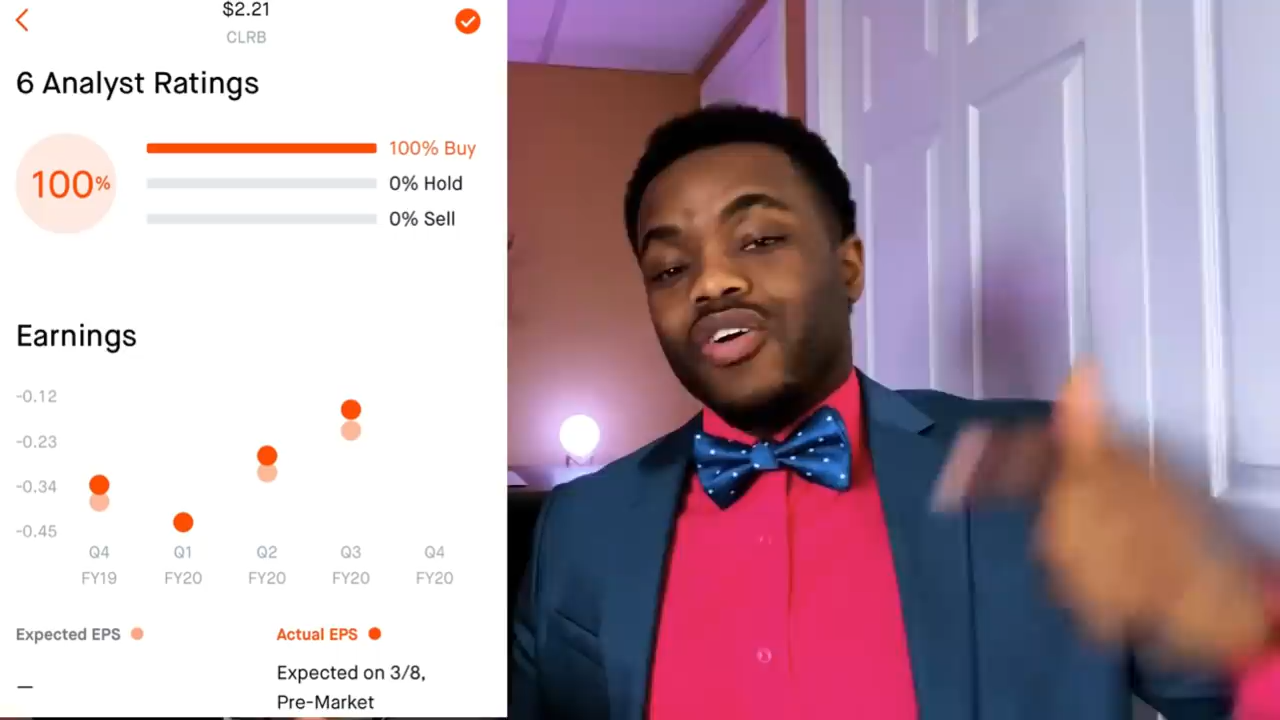 $2.21
CLRB
6 Analyst Ratings
100%
100% Buy
0% Hold
0% Sell
Earnings
-0.12
-0.23
-0.34
-0.45
Q4 Q1 Q2 Q3 Q4
FY19 FY20 FY20 FY20 FY20
Expected EPS Actual EPS
— Expected on 3/8,
Pre-Market